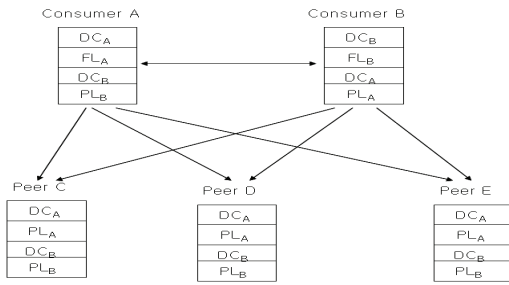 Consumer A
Consumer B
DC_A
FL_A
DC_B
PL_B
DC_B
FL_B
DC_A
PL_A
Peer C
Peer D
Peer E
DC_A
PL_A
DC_B
PL_B
DC_A
PL_A
DC_B
PL_B
DC_A
PL_A
DC_B
PL_B